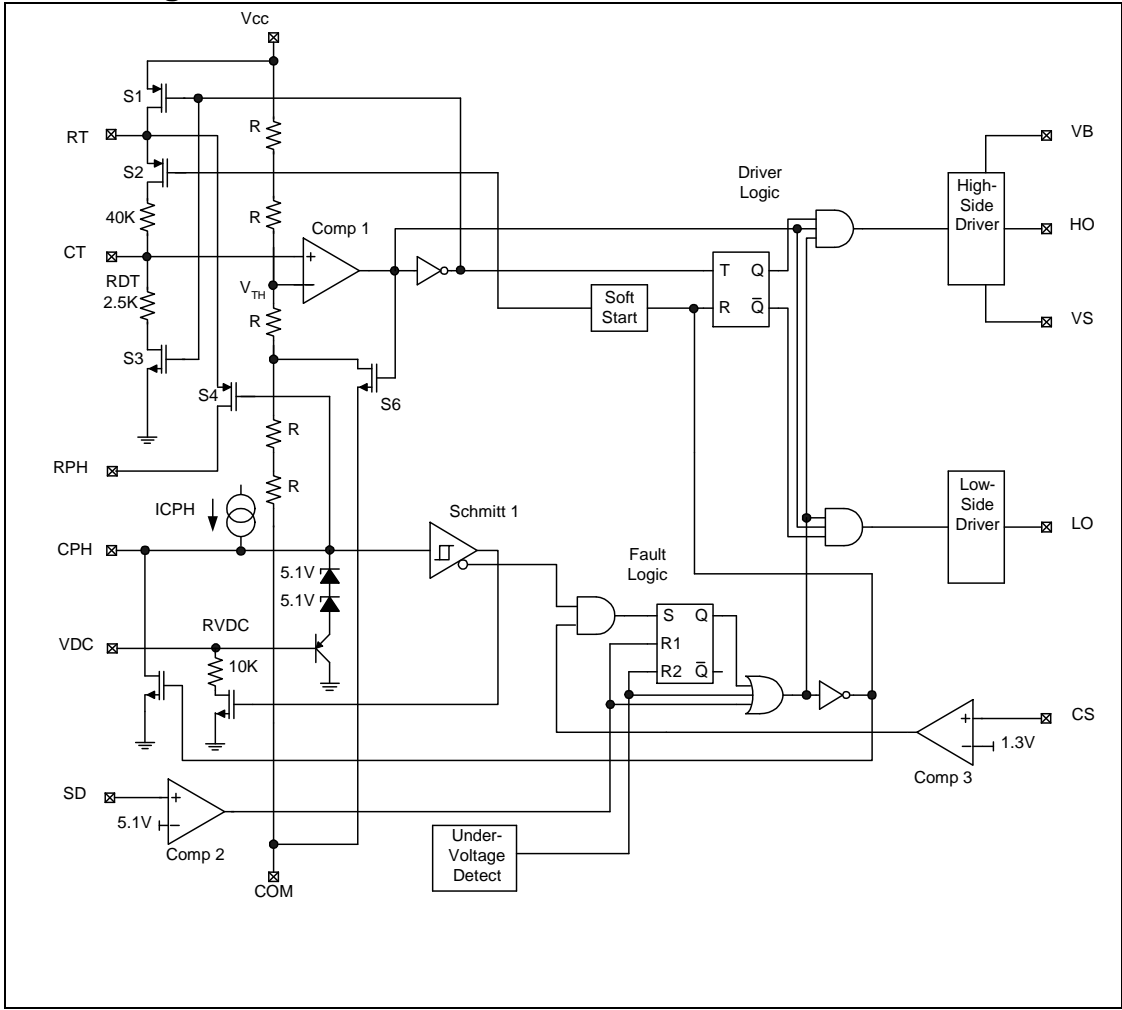 Vcc
S1
R
RT
VB
S2
Driver
Logic
High-
Side
Driver
40K
R
Comp 1
HO
CT
+
RDT
2.5K
VTH
−
T Q
Soft
Start
R
R Q̅
VS
S3
S4
S6
R
RPH
R
ICPH
Low-
Side
Driver
Schmitt 1
LO
CPH
5.1V
Fault
Logic
5.1V
RVDC
S Q
VDC
R1
10K
R2 Q̅
+
CS
−
1.3V
Comp 3
SD
+
5.1V
−
Comp 2
Under-
Voltage
Detect
COM